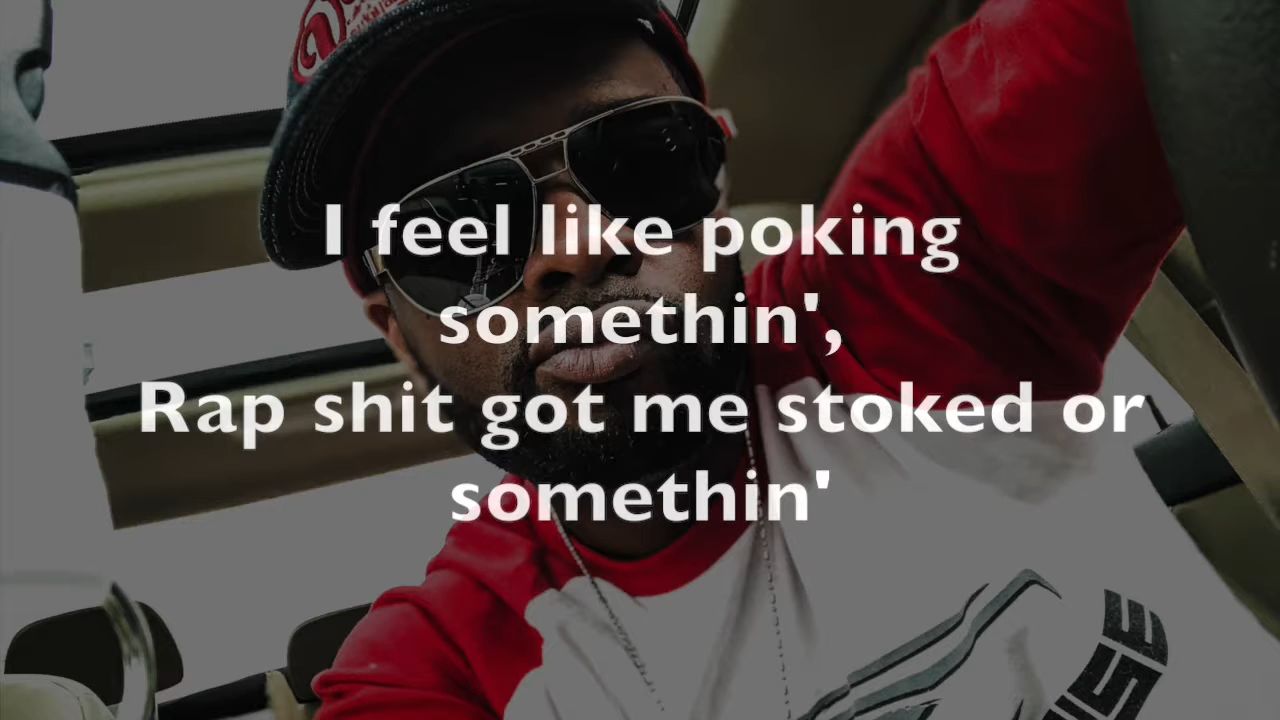 I feel like poking
somethin',
Rap shit got me stoked or
somethin'